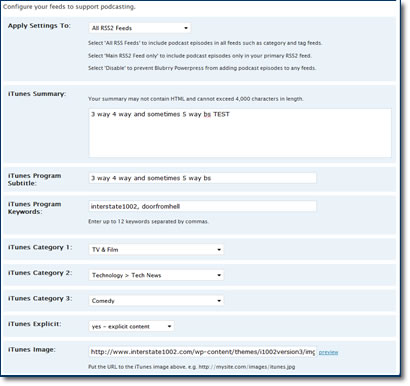 Configure your feeds to support podcasting.
Apply Settings To: All RSS2 Feeds
Select 'All RSS Feeds' to include podcast episodes in all feeds such as category and tag feeds.
Select 'Main RSS2 Feed only' to include podcast episodes only in your primary RSS2 feed.
Select 'Disable' to prevent Blubrry Powerpress from adding podcast episodes to any feeds.
iTunes Summary:
Your summary may not contain HTML and cannot exceed 4,000 characters in length.
3 way 4 way and sometimes 5 way bs TEST
iTunes Program Subtitle: 3 way 4 way and sometimes 5 way bs
iTunes Program Keywords: interstate1002, doorfromhell
Enter up to 12 keywords separated by commas.
iTunes Category 1: TV & Film
iTunes Category 2: Technology > Tech News
iTunes Category 3: Comedy
iTunes Explicit: yes - explicit content
iTunes Image: http://www.interstate1002.com/wp-content/themes/i1002version3/img preview
Put the URL to the iTunes image above. e.g. http://mysite.com/images/itunes.jpg